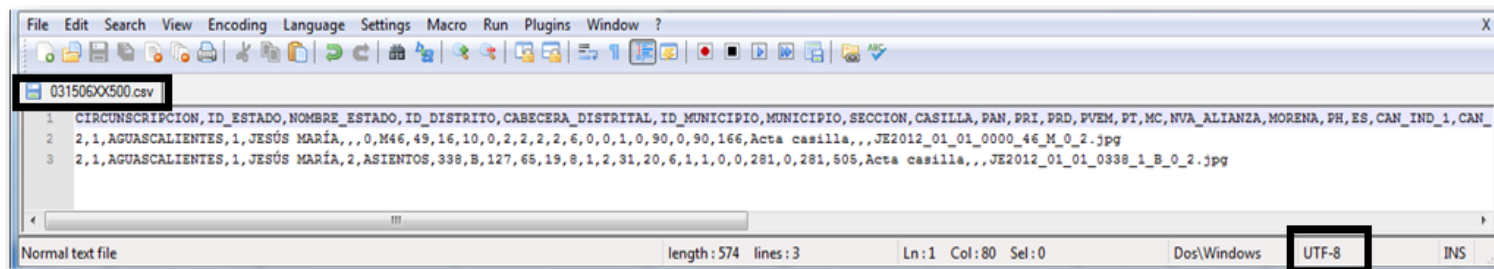 File Edit Search View Encoding Language Settings Macro Run Plugins Window ? X
031506XX500.csv
1 CIRCUNSCRIPCION,ID_ESTADO,NOMBRE_ESTADO,ID_DISTRITO,CABECERA_DISTRITAL,ID_MUNICIPIO,MUNICIPIO,SECCION,CASILLA,PAN,PRI,PRD,PVEM,PT,MC,NVA_ALIANZA,MORENA,PH,ES,CAN_IND_1,CAN_
2 2,1,AGUASCALIENTES,1,JESÚS MARÍA,,,0,M46,49,16,10,0,2,2,2,2,6,0,0,1,0,90,0,90,166,Acta casilla,,,JE2012_01_01_0000_46_M_0_2.jpg
3 2,1,AGUASCALIENTES,1,JESÚS MARÍA,2,ASIENTOS,338,B,127,65,19,8,1,2,31,20,6,1,1,0,0,281,0,281,505,Acta casilla,,,JE2012_01_01_0338_1_B_0_2.jpg
Normal text file length : 574 lines : 3 Ln : 1 Col : 80 Sel : 0 Dos\Windows UTF-8 INS